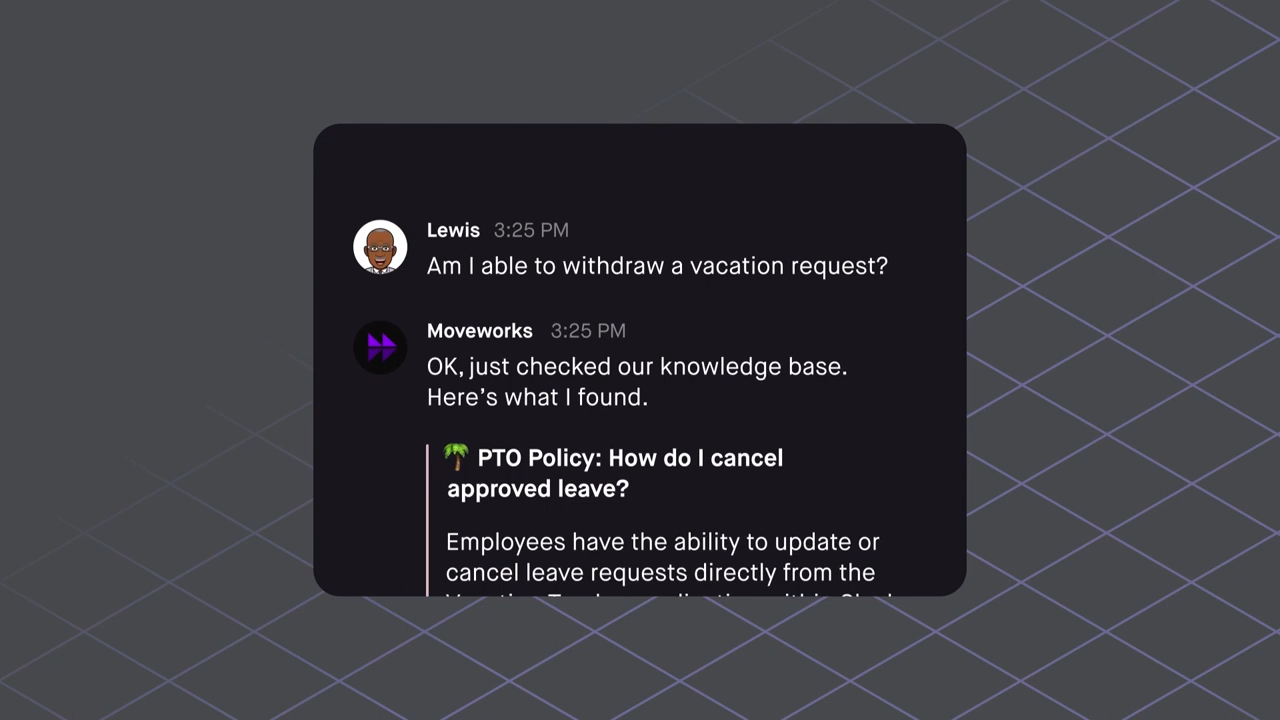 Lewis 3:25 PM
Am I able to withdraw a vacation request?
Moveworks 3:25 PM
OK, just checked our knowledge base.
Here’s what I found.
PTO Policy: How do I cancel
approved leave?
Employees have the ability to update or
cancel leave requests directly from the